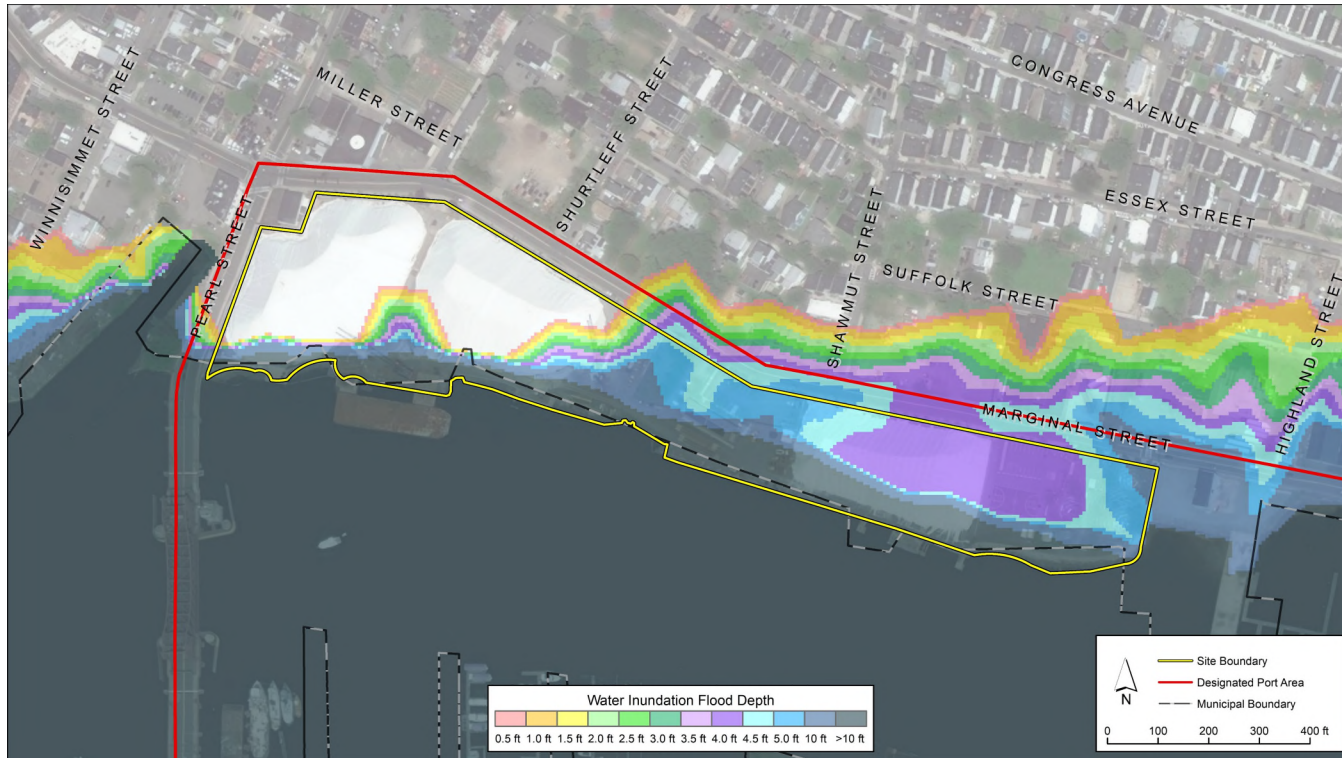 WINNISIMMET STREET
MILLER STREET
SHURTLEFF STREET
CONGRESS AVENUE
ESSEX STREET
PEARL STREET
SHAWMUT STREET
SUFFOLK STREET
HIGHLAND STREET
MARGINAL STREET
Water Inundation Flood Depth
0.5 ft 1.0 ft 1.5 ft 2.0 ft 2.5 ft 3.0 ft 3.5 ft 4.0 ft 4.5 ft 5.0 ft 10 ft >10 ft
N
Site Boundary
Designated Port Area
Municipal Boundary
0 100 200 300 400 ft